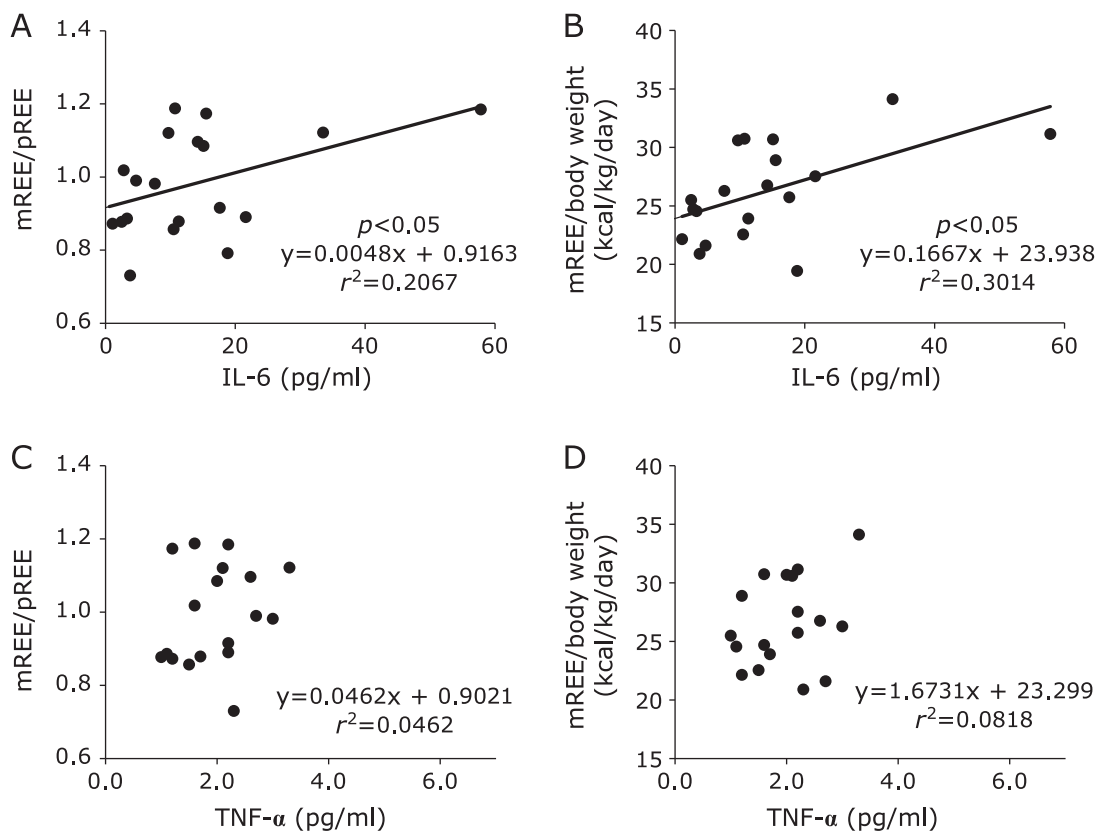 A
1.4
1.2
1.0
0.8
0.6
mREE/pREE
p<0.05
y=0.0048x + 0.9163
r²=0.2067
0
20
40
60
IL-6 (pg/ml)
B
40
35
30
25
20
15
mREE/body weight
(kcal/kg/day)
p<0.05
y=0.1667x + 23.938
r²=0.3014
0
20
40
60
IL-6 (pg/ml)
C
1.4
1.2
1.0
0.8
0.6
mREE/pREE
y=0.0462x + 0.9021
r²=0.0462
0.0
2.0
4.0
6.0
TNF-α (pg/ml)
D
40
35
30
25
20
15
mREE/body weight
(kcal/kg/day)
y=1.6731x + 23.299
r²=0.0818
0.0
2.0
4.0
6.0
TNF-α (pg/ml)